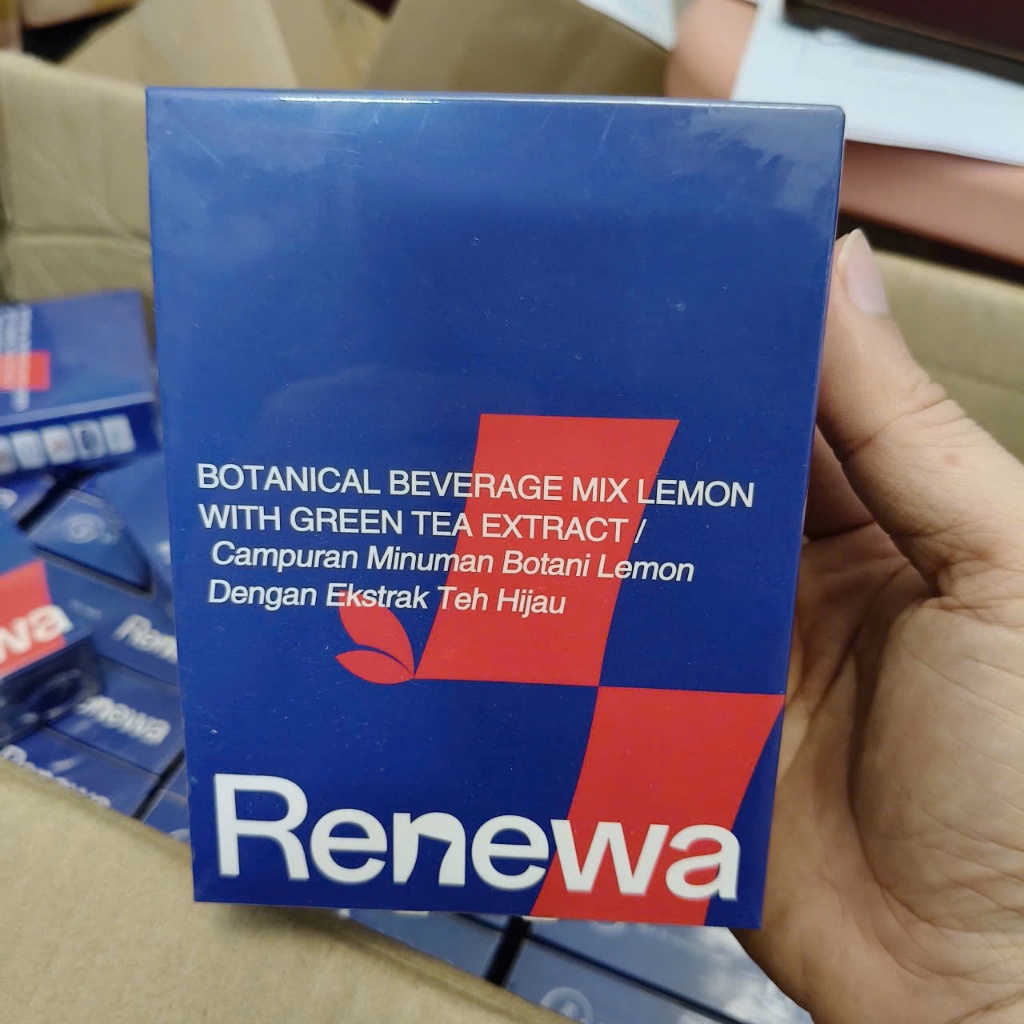 BOTANICAL BEVERAGE MIX LEMON
WITH GREEN TEA EXTRACT /
Campuran Minuman Botani Lemon
Dengan Ekstrak Teh Hijau
Renewa